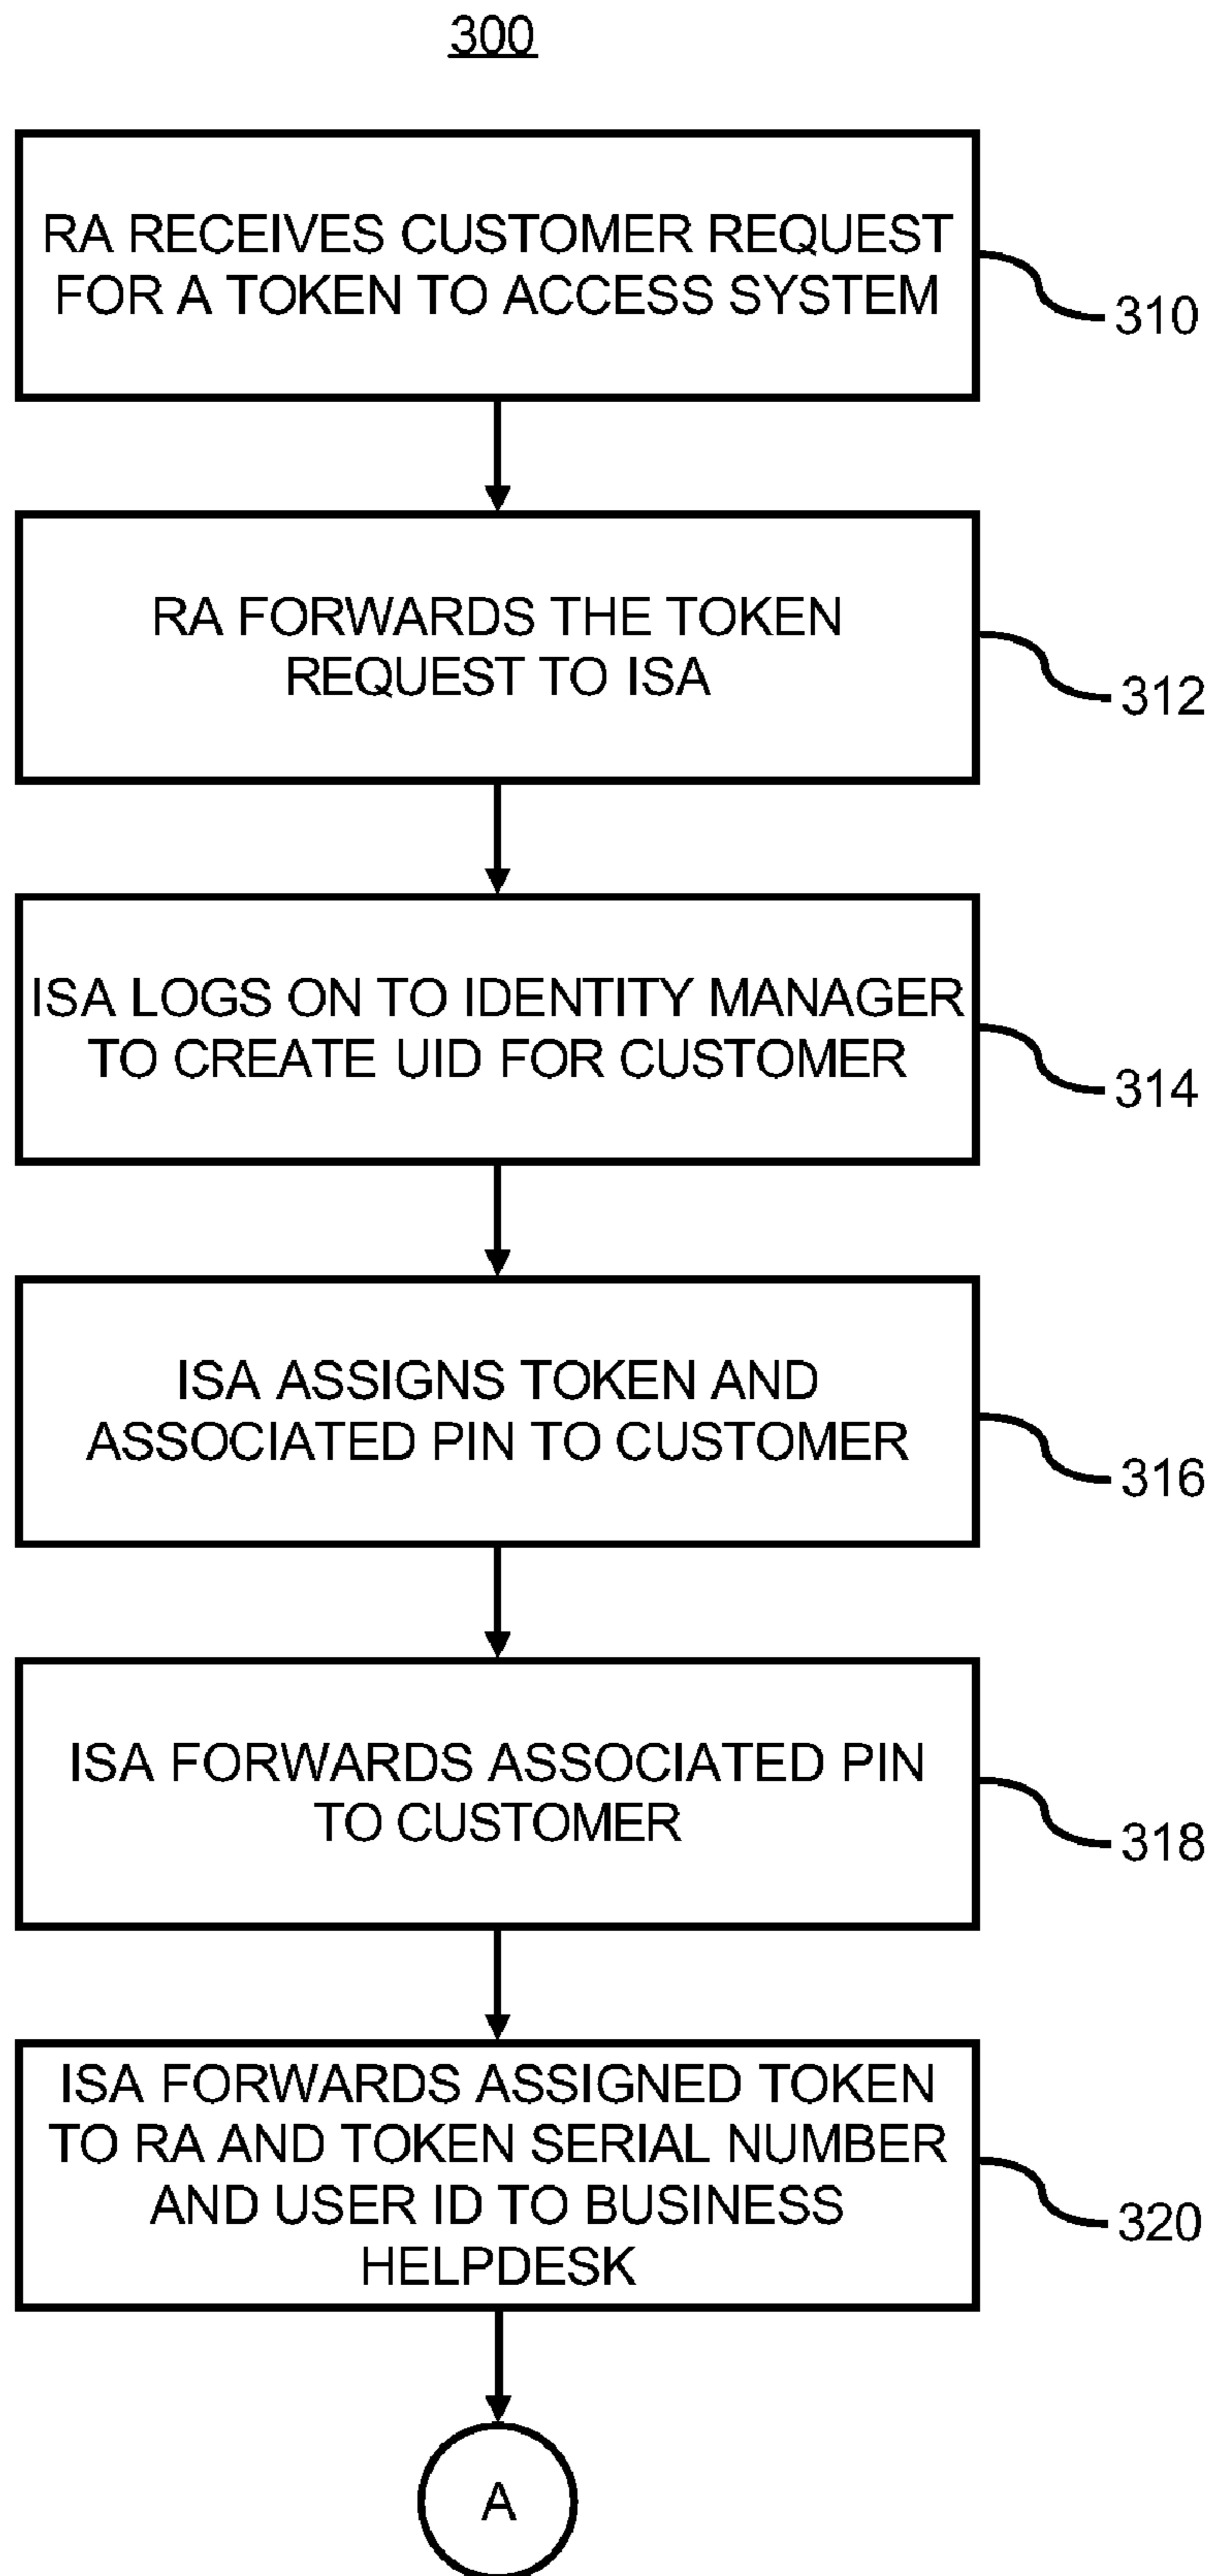 300
RA RECEIVES CUSTOMER REQUEST
FOR A TOKEN TO ACCESS SYSTEM
310
RA FORWARDS THE TOKEN
REQUEST TO ISA
312
ISA LOGS ON TO IDENTITY MANAGER
TO CREATE UID FOR CUSTOMER
314
ISA ASSIGNS TOKEN AND
ASSOCIATED PIN TO CUSTOMER
316
ISA FORWARDS ASSOCIATED PIN
TO CUSTOMER
318
ISA FORWARDS ASSIGNED TOKEN
TO RA AND TOKEN SERIAL NUMBER
AND USER ID TO BUSINESS
HELPDESK
320
A